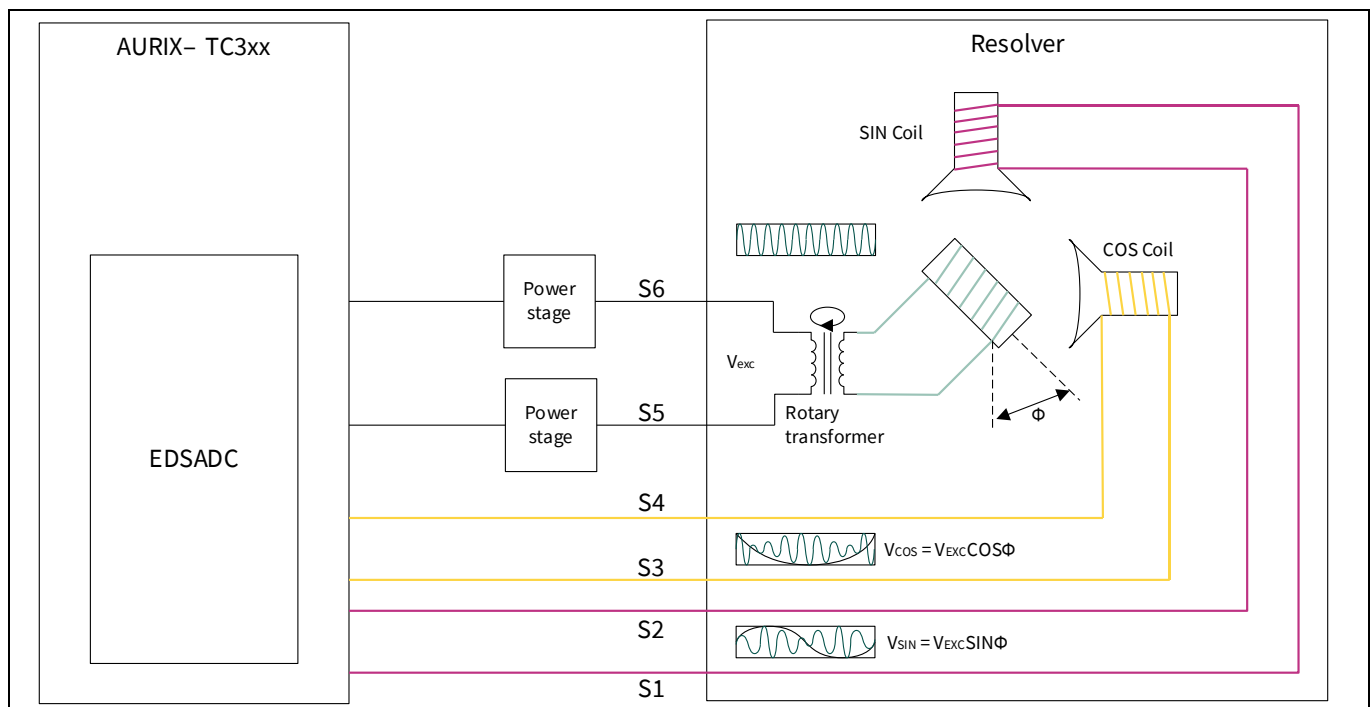 AURIX– TC3xx
Resolver
SIN Coil
COS Coil
Power
stage
S6
Vexc
Power
stage
S5
Rotary
transformer
Φ
EDSADC
S4
VCOS = VEXCCOSΦ
S3
S2
VSIN = VEXCSINΦ
S1